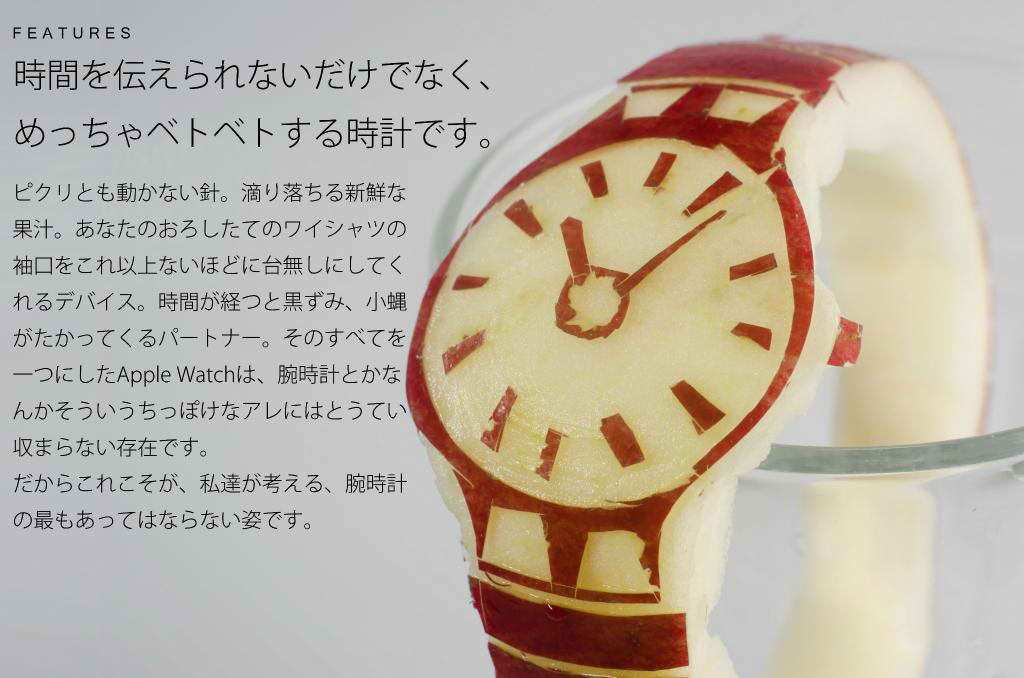 FEATURES
時間を伝えられないだけでなく、
めっちゃベトベトする時計です。
ピクリとも動かない針。滴り落ちる新鮮な
果汁。あなたのおろしたてのワイシャツの
袖口をこれ以上ないほどに台無しにしてく
れるデバイス。時間が経つと黒ずみ、小蝿
がたかってくるパートナー。そのすべてを
一つにしたApple Watchは、腕時計とかな
んかそういうちっぽけなアレにはとうてい
収まらない存在です。
だからこれこそが、私達が考える、腕時計
の最もあってはならない姿です。